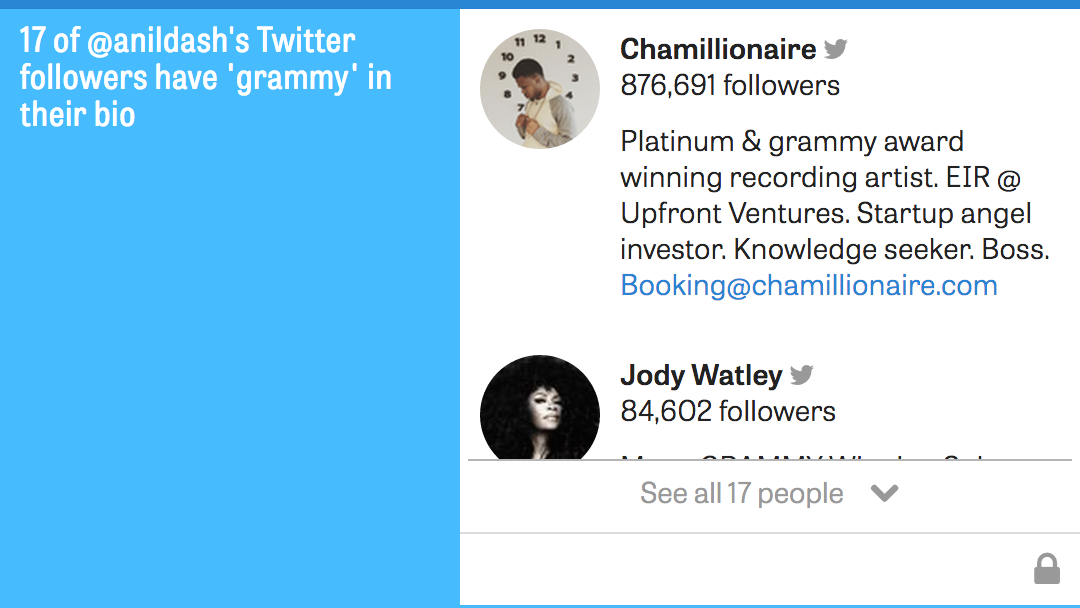 17 of @anildash's Twitter
followers have 'grammy' in
their bio
11 12 1
10 2
9 3
8 4
7
Chamillionaire
876,691 followers
Platinum & grammy award
winning recording artist. EIR @
Upfront Ventures. Startup angel
investor. Knowledge seeker. Boss.
Booking@chamillionaire.com
Jody Watley
84,602 followers
GRAMMY
See all 17 people